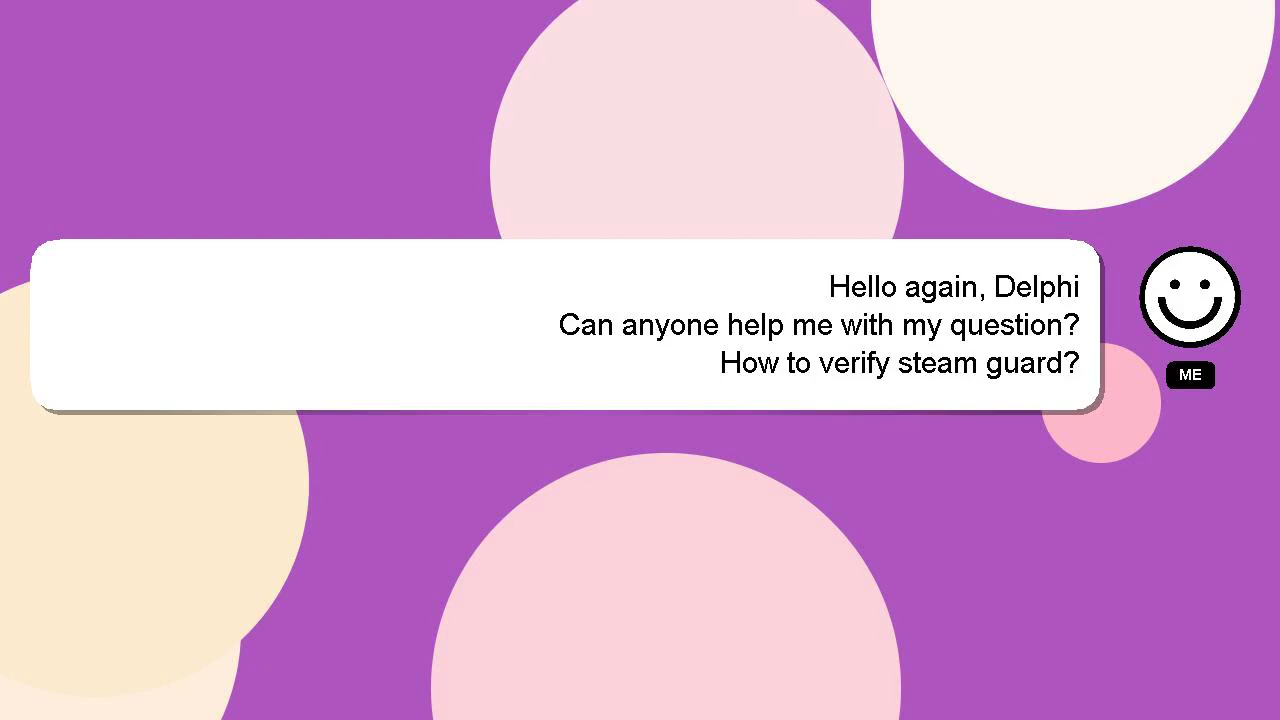 Hello again, Delphi
Can anyone help me with my question?
How to verify steam guard?
ME